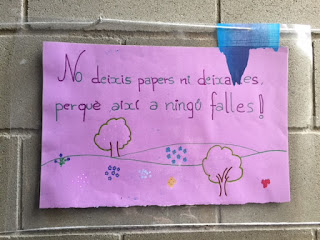 No deixis papers ni deixalles,
perquè així a ningú falles!